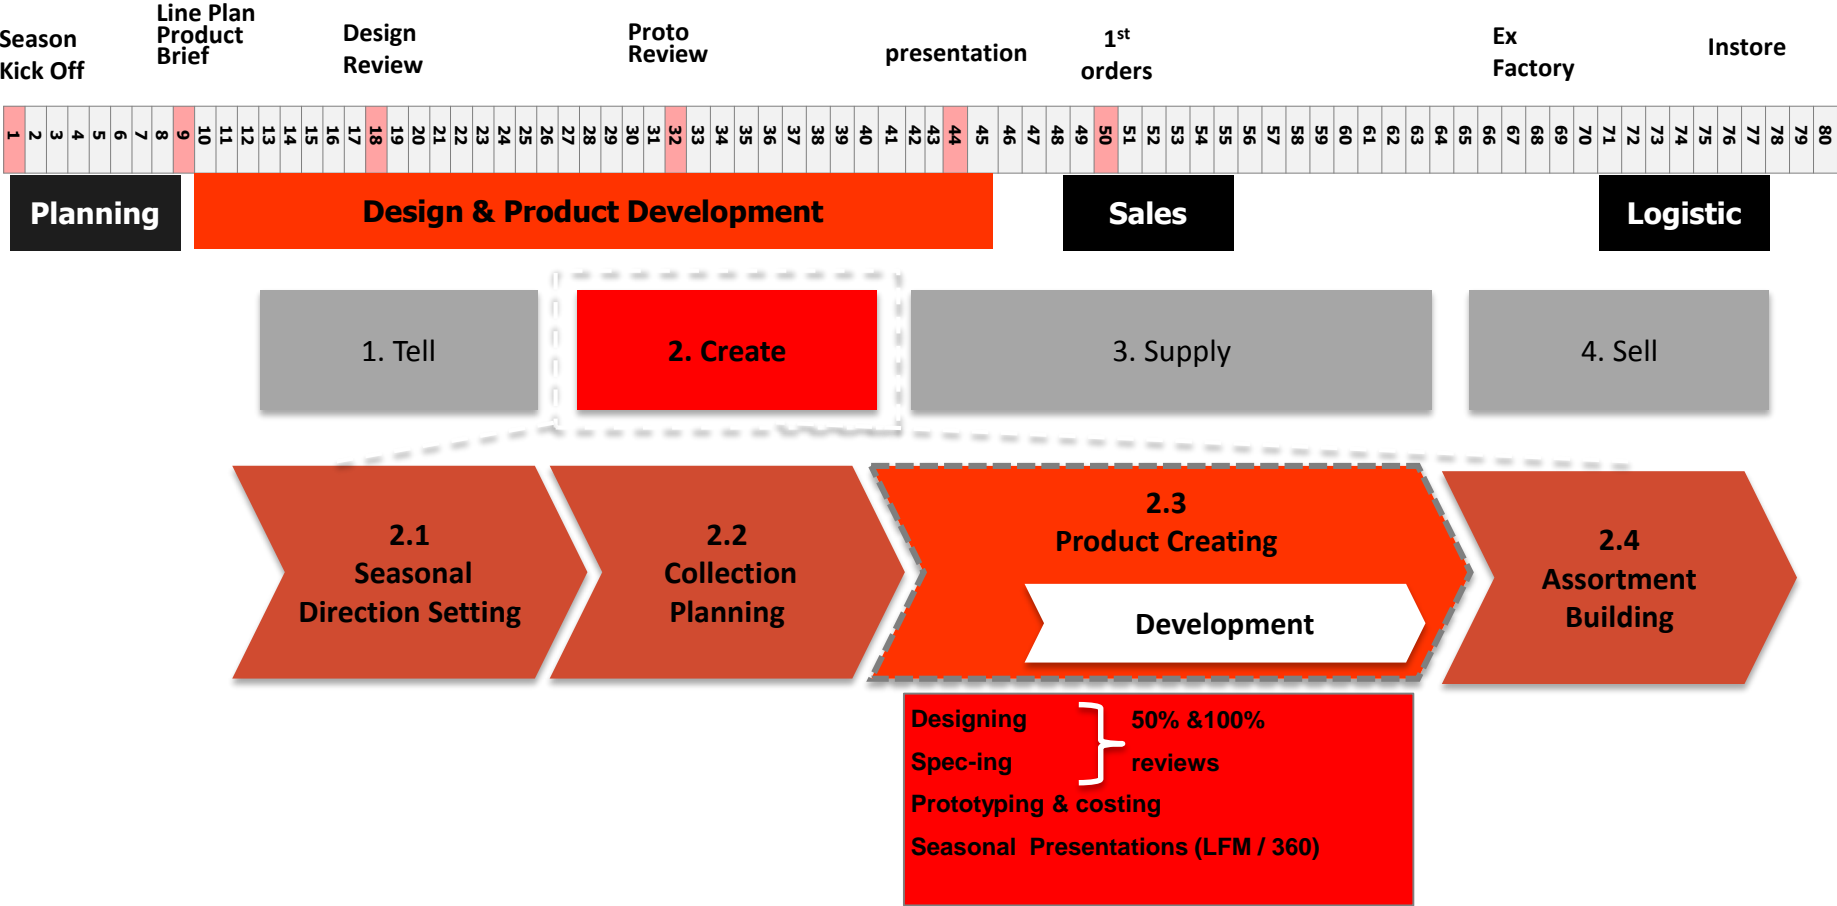 Season
Kick Off
Line Plan
Product
Brief
Design
Review
Proto
Review
presentation
1st
orders
Ex
Factory
Instore
1 2 3 4 5 6 7 8 9 10 11 12 13 14 15 16 17 18 19 20 21 22 23 24 25 26 27 28 29 30 31 32 33 34 35 36 37 38 39 40 41 42 43 44 45 46 47 48 49 50 51 52 53 54 55 56 57 58 59 60 61 62 63 64 65 66 67 68 69 70 71 72 73 74 75 76 77 78 79 80
Planning
Design & Product Development
Sales
Logistic
1. Tell
2. Create
3. Supply
4. Sell
2.1
Seasonal
Direction Setting
2.2
Collection
Planning
2.3
Product Creating
Development
2.4
Assortment
Building
Designing 50% &100%
Spec-ing reviews
Prototyping & costing
Seasonal Presentations (LFM / 360)